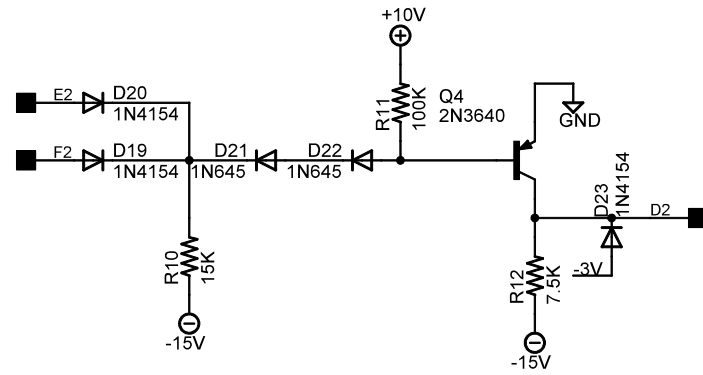 +10V
E2
D20
1N4154
R11
100K
Q4
2N3640
GND
F2
D19
1N4154
D21
1N645
D22
1N645
D23
1N4154
D2
R10
15K
-15V
R12
7.5K
-3V
-15V